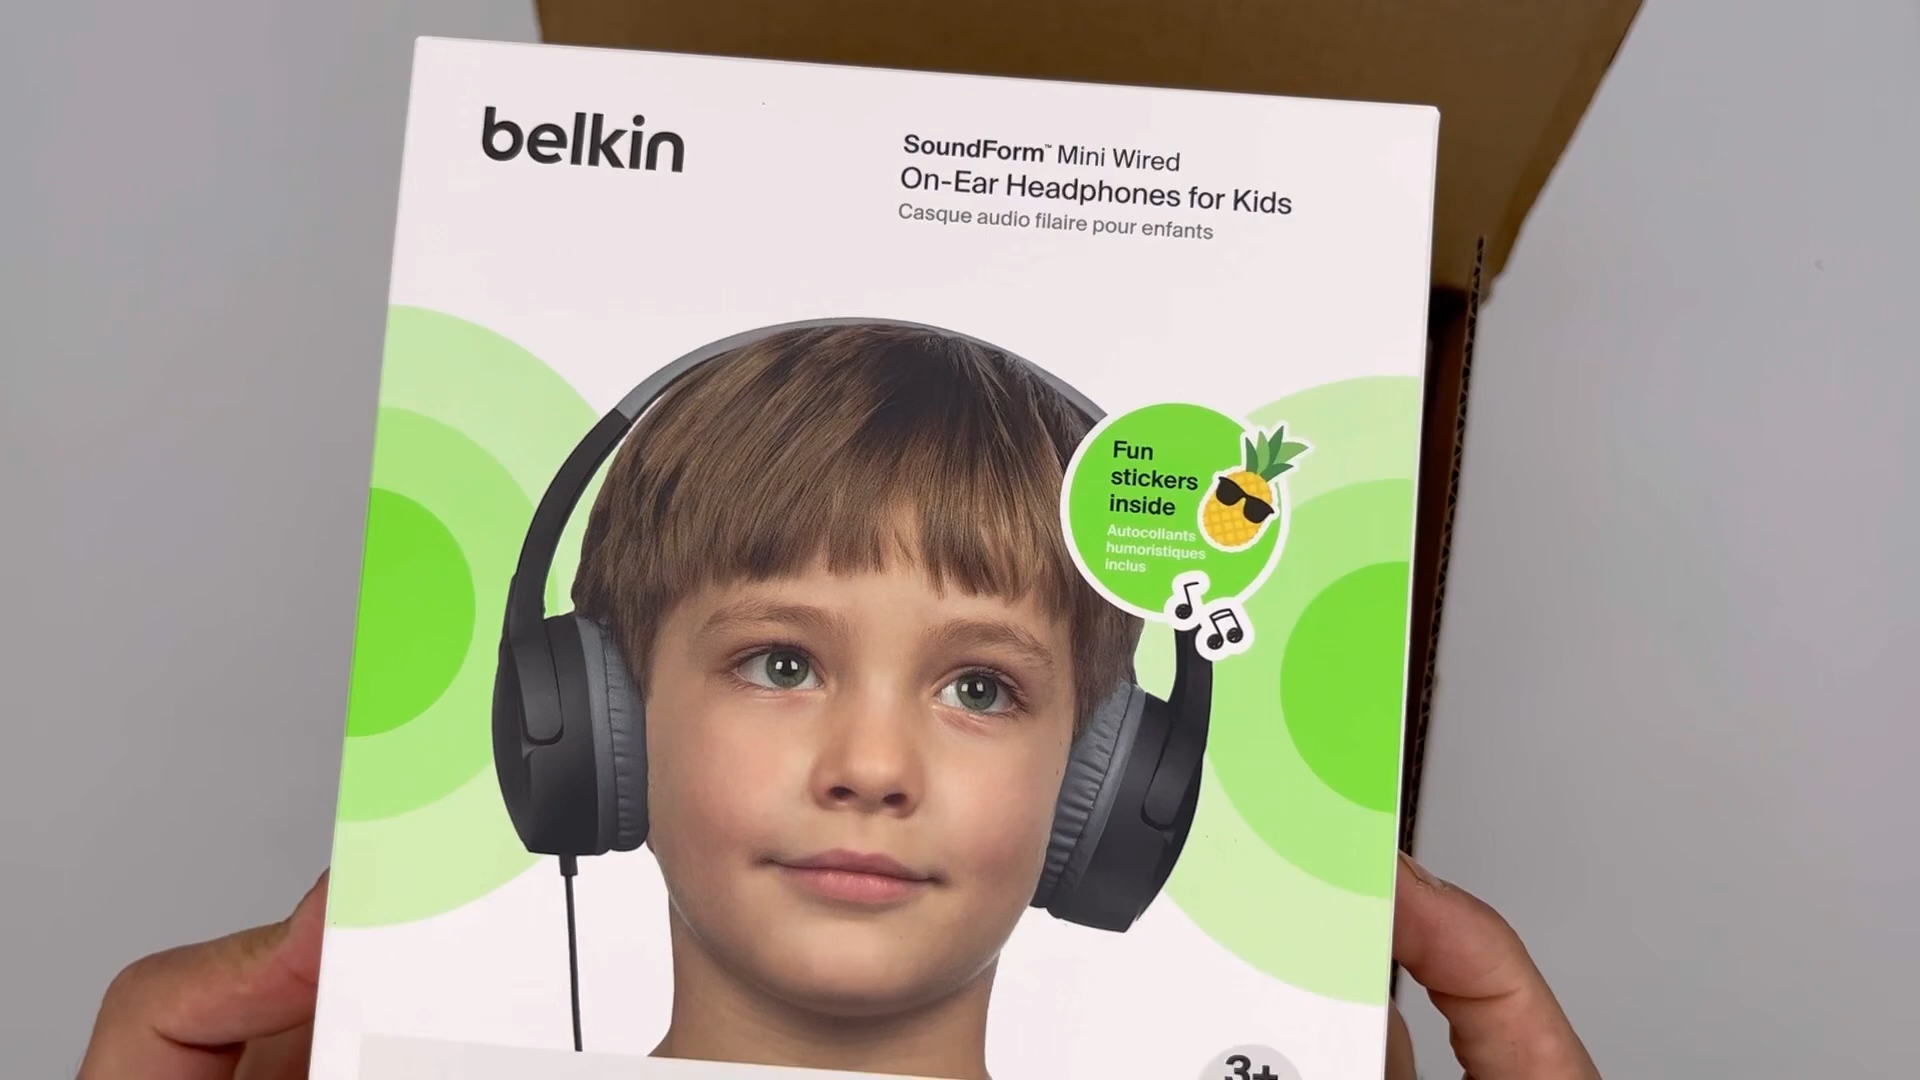 belkin
SoundForm™ Mini Wired
On-Ear Headphones for Kids
Casque audio filaire pour enfants
Fun
stickers
inside
Autocollants
humoristiques
inclus
3+